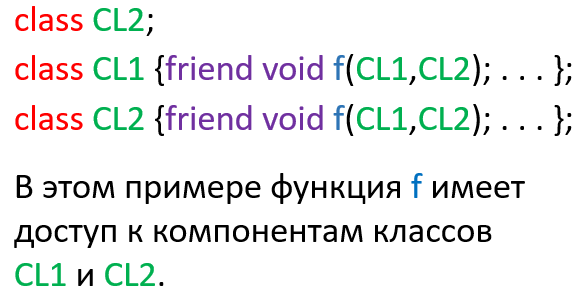 class CL2;
class CL1 {friend void f(CL1,CL2); . . . };
class CL2 {friend void f(CL1,CL2); . . . };
В этом примере функция f имеет
доступ к компонентам классов
CL1 и CL2.